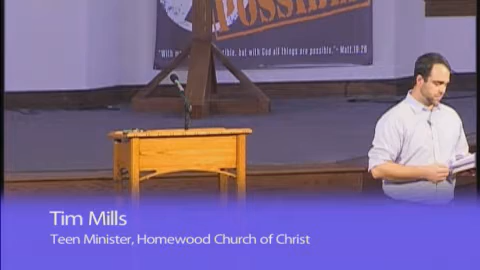 POSSIBLE
"With m ible, but with God all things are possible." - Matt. 19:26
Tim Mills
Teen Minister, Homewood Church of Christ